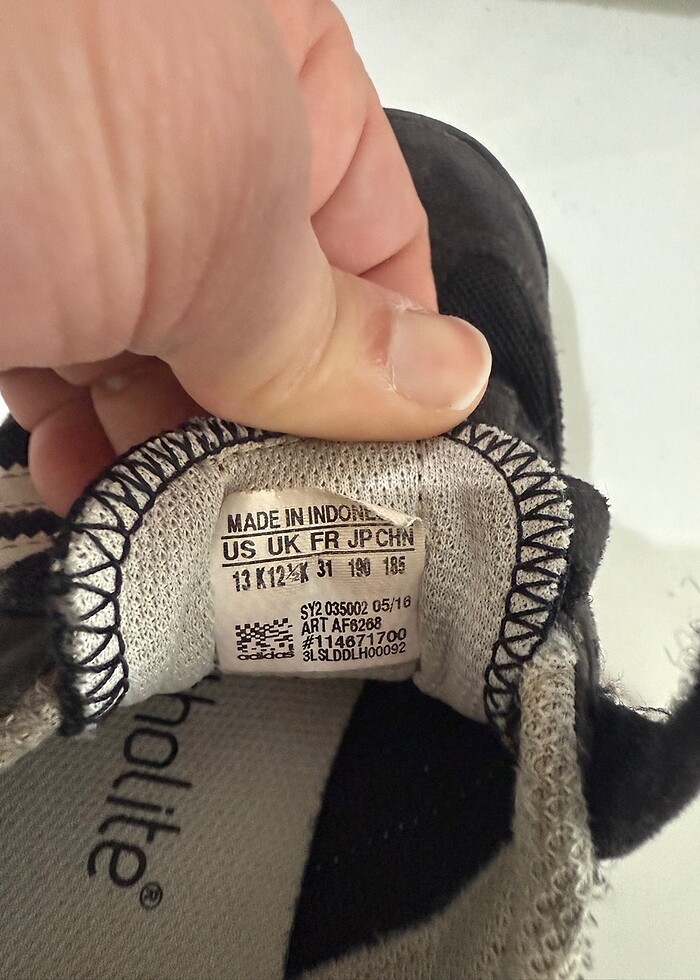 MADE IN
US UK FR JP CHN
13 K 12½K 31 190 185
SY2 035002 05/16
ART AF6268
#114671700
adidas 3LSLDDLH00092
holite®